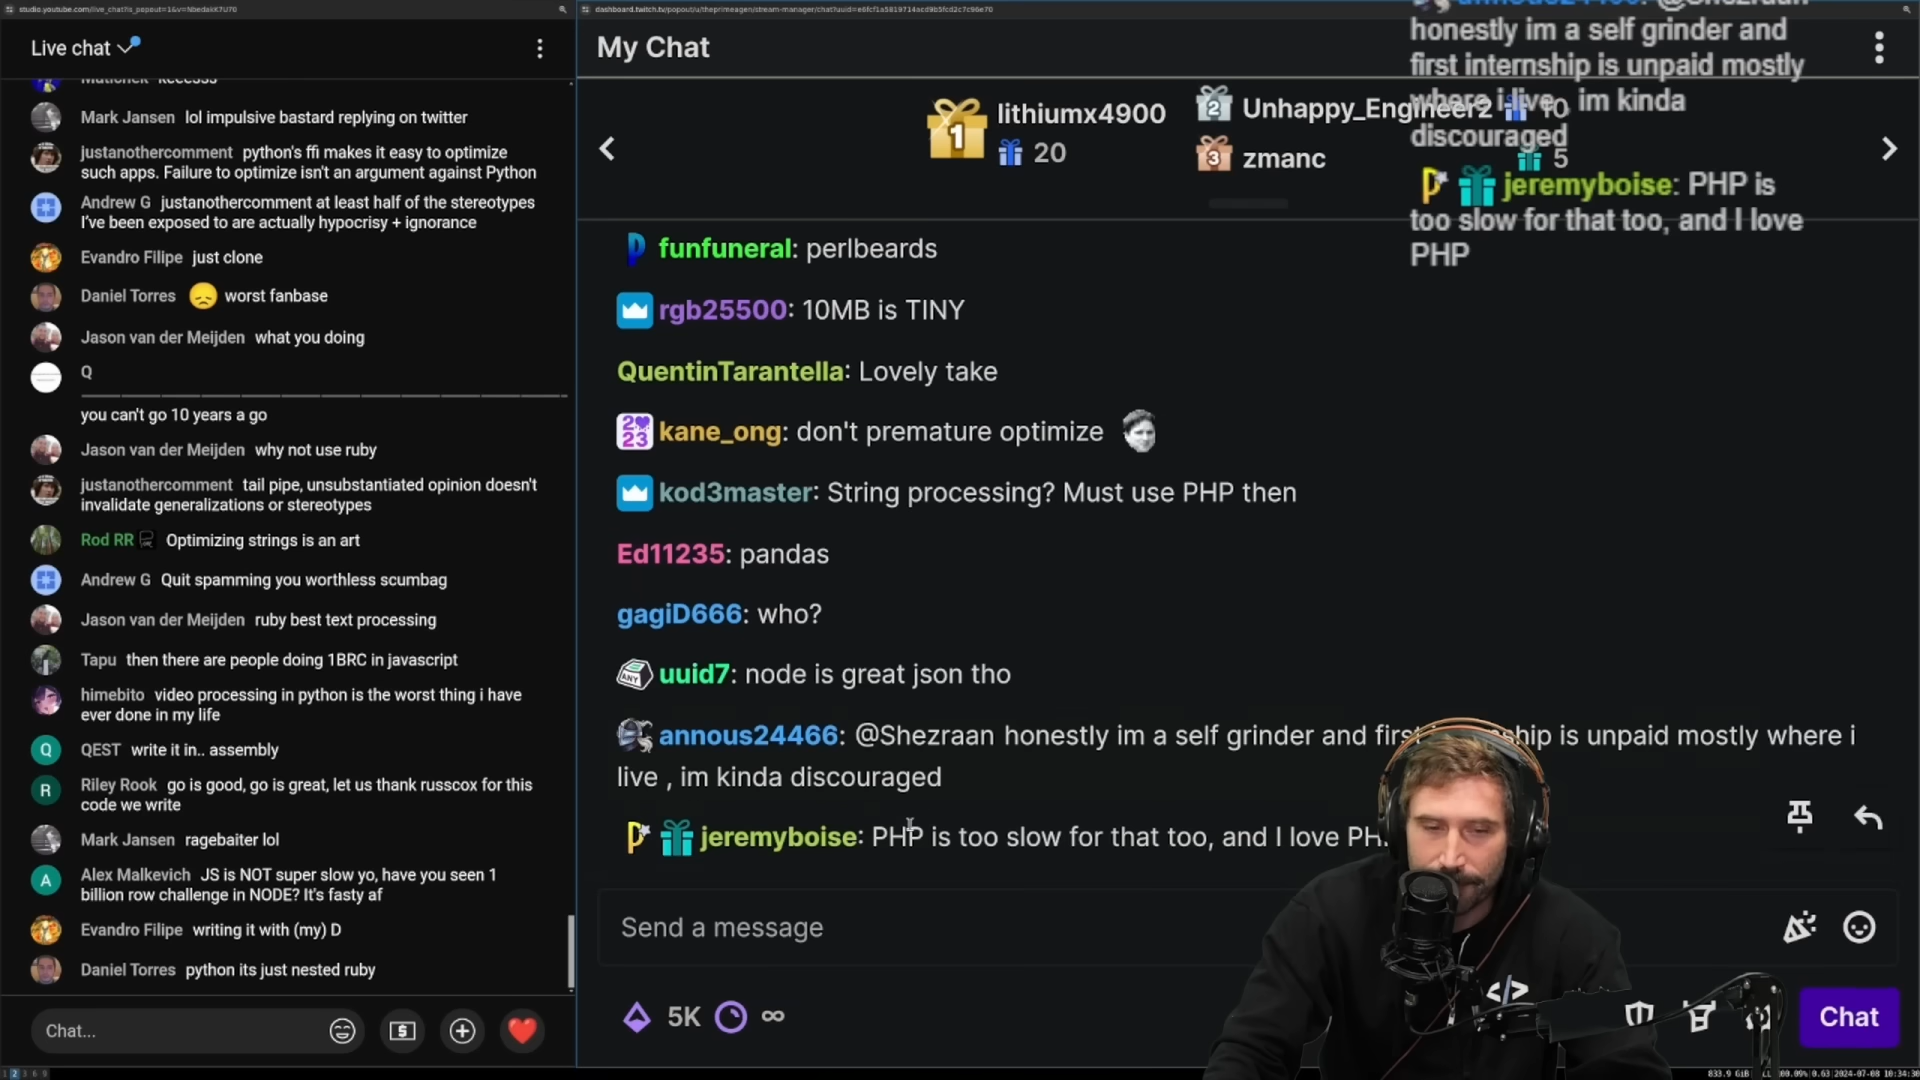 studio.youtube.com/live_chat?is_popout=1&v=NbedakK7U70
Live chat
Mark Jansen lol impulsive bastard replying on twitter
justanothercomment python's ffi makes it easy to optimize
such apps. Failure to optimize isn't an argument against Python
Andrew G justanothercomment at least half of the stereotypes
I've been exposed to are actually hypocrisy + ignorance
Evandro Filipe just clone
Daniel Torres 😞 worst fanbase
Jason van der Meijden what you doing
Q
you can't go 10 years a go
Jason van der Meijden why not use ruby
justanothercomment tail pipe, unsubstantiated opinion doesn't
invalidate generalizations or stereotypes
Rod RR Optimizing strings is an art
Andrew G Quit spamming you worthless scumbag
Jason van der Meijden ruby best text processing
Tapu then there are people doing 1BRC in javascript
himebito video processing in python is the worst thing i have
ever done in my life
Q QEST write it in.. assembly
R Riley Rook go is good, go is great, let us thank russcox for this
code we write
Mark Jansen ragebaiter lol
A Alex Malkevich JS is NOT super slow yo, have you seen 1
billion row challenge in NODE? It's fasty af
Evandro Filipe writing it with (my) D
Daniel Torres python its just nested ruby
Chat...
My Chat
1 lithiumx4900
20
2 Unhappy_Engineer2 10
3 zmanc 5
funfuneral: perlbeards
rgb25500: 10MB is TINY
QuentinTarantella: Lovely take
2023 kane_ong: don't premature optimize
kod3master: String processing? Must use PHP then
Ed11235: pandas
gagiD666: who?
ANY uuid7: node is great json tho
annous24466: @Shezraan honestly im a self grinder and first is unpaid mostly where i
live , im kinda discouraged
jeremyboise: PHP is too slow for that too, and I love
Send a message
5K ∞
Chat
</>
honestly im a self grinder and
first internship is unpaid mostly
where i live , im kinda
discouraged
jeremyboise: PHP is
too slow for that too, and I love
PHP
2024-07-08 10:34:30